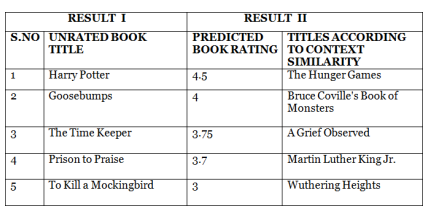 RESULT I RESULT II
S.NO UNRATED BOOK TITLE PREDICTED BOOK RATING TITLES ACCORDING TO CONTEXT SIMILARITY
1 Harry Potter 4.5 The Hunger Games
2 Goosebumps 4 Bruce Coville's Book of Monsters
3 The Time Keeper 3.75 A Grief Observed
4 Prison to Praise 3.7 Martin Luther King Jr.
5 To Kill a Mockingbird 3 Wuthering Heights